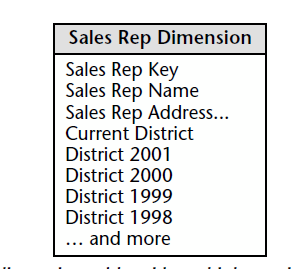 Sales Rep Dimension
Sales Rep Key
Sales Rep Name
Sales Rep Address...
Current District
District 2001
District 2000
District 1999
District 1998
... and more